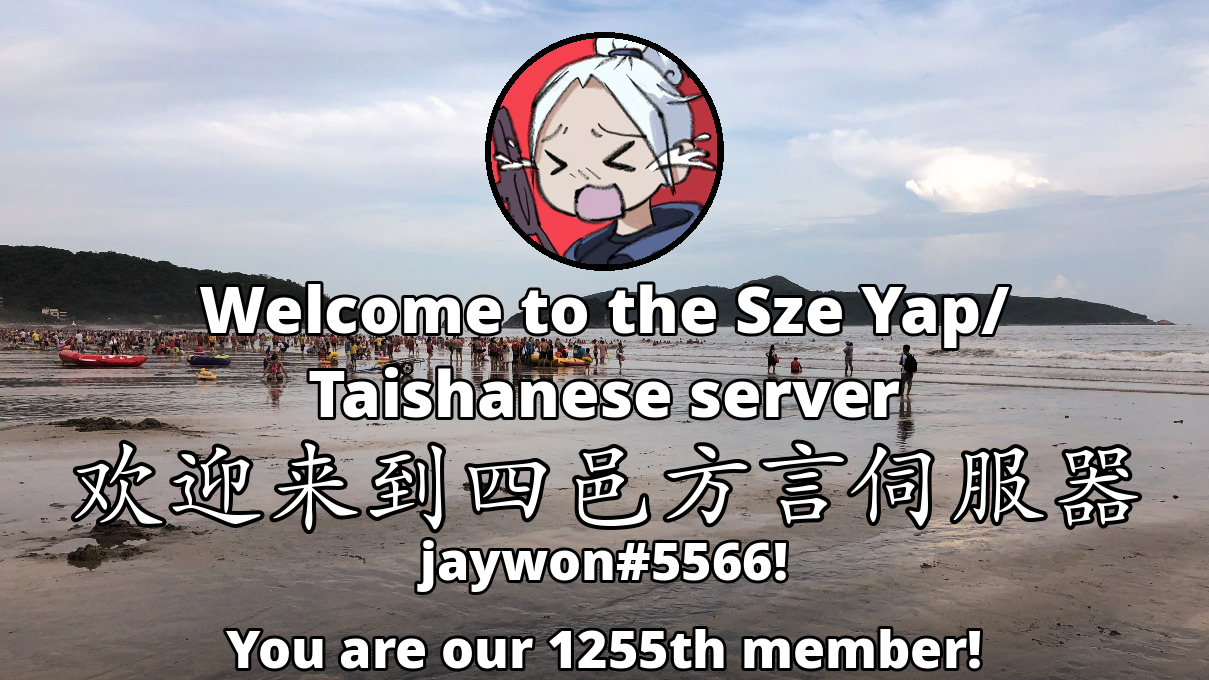 Welcome to the Sze Yap/
Taishanese server
欢迎来到四邑方言伺服器
jaywon#5566!
You are our 1255th member!